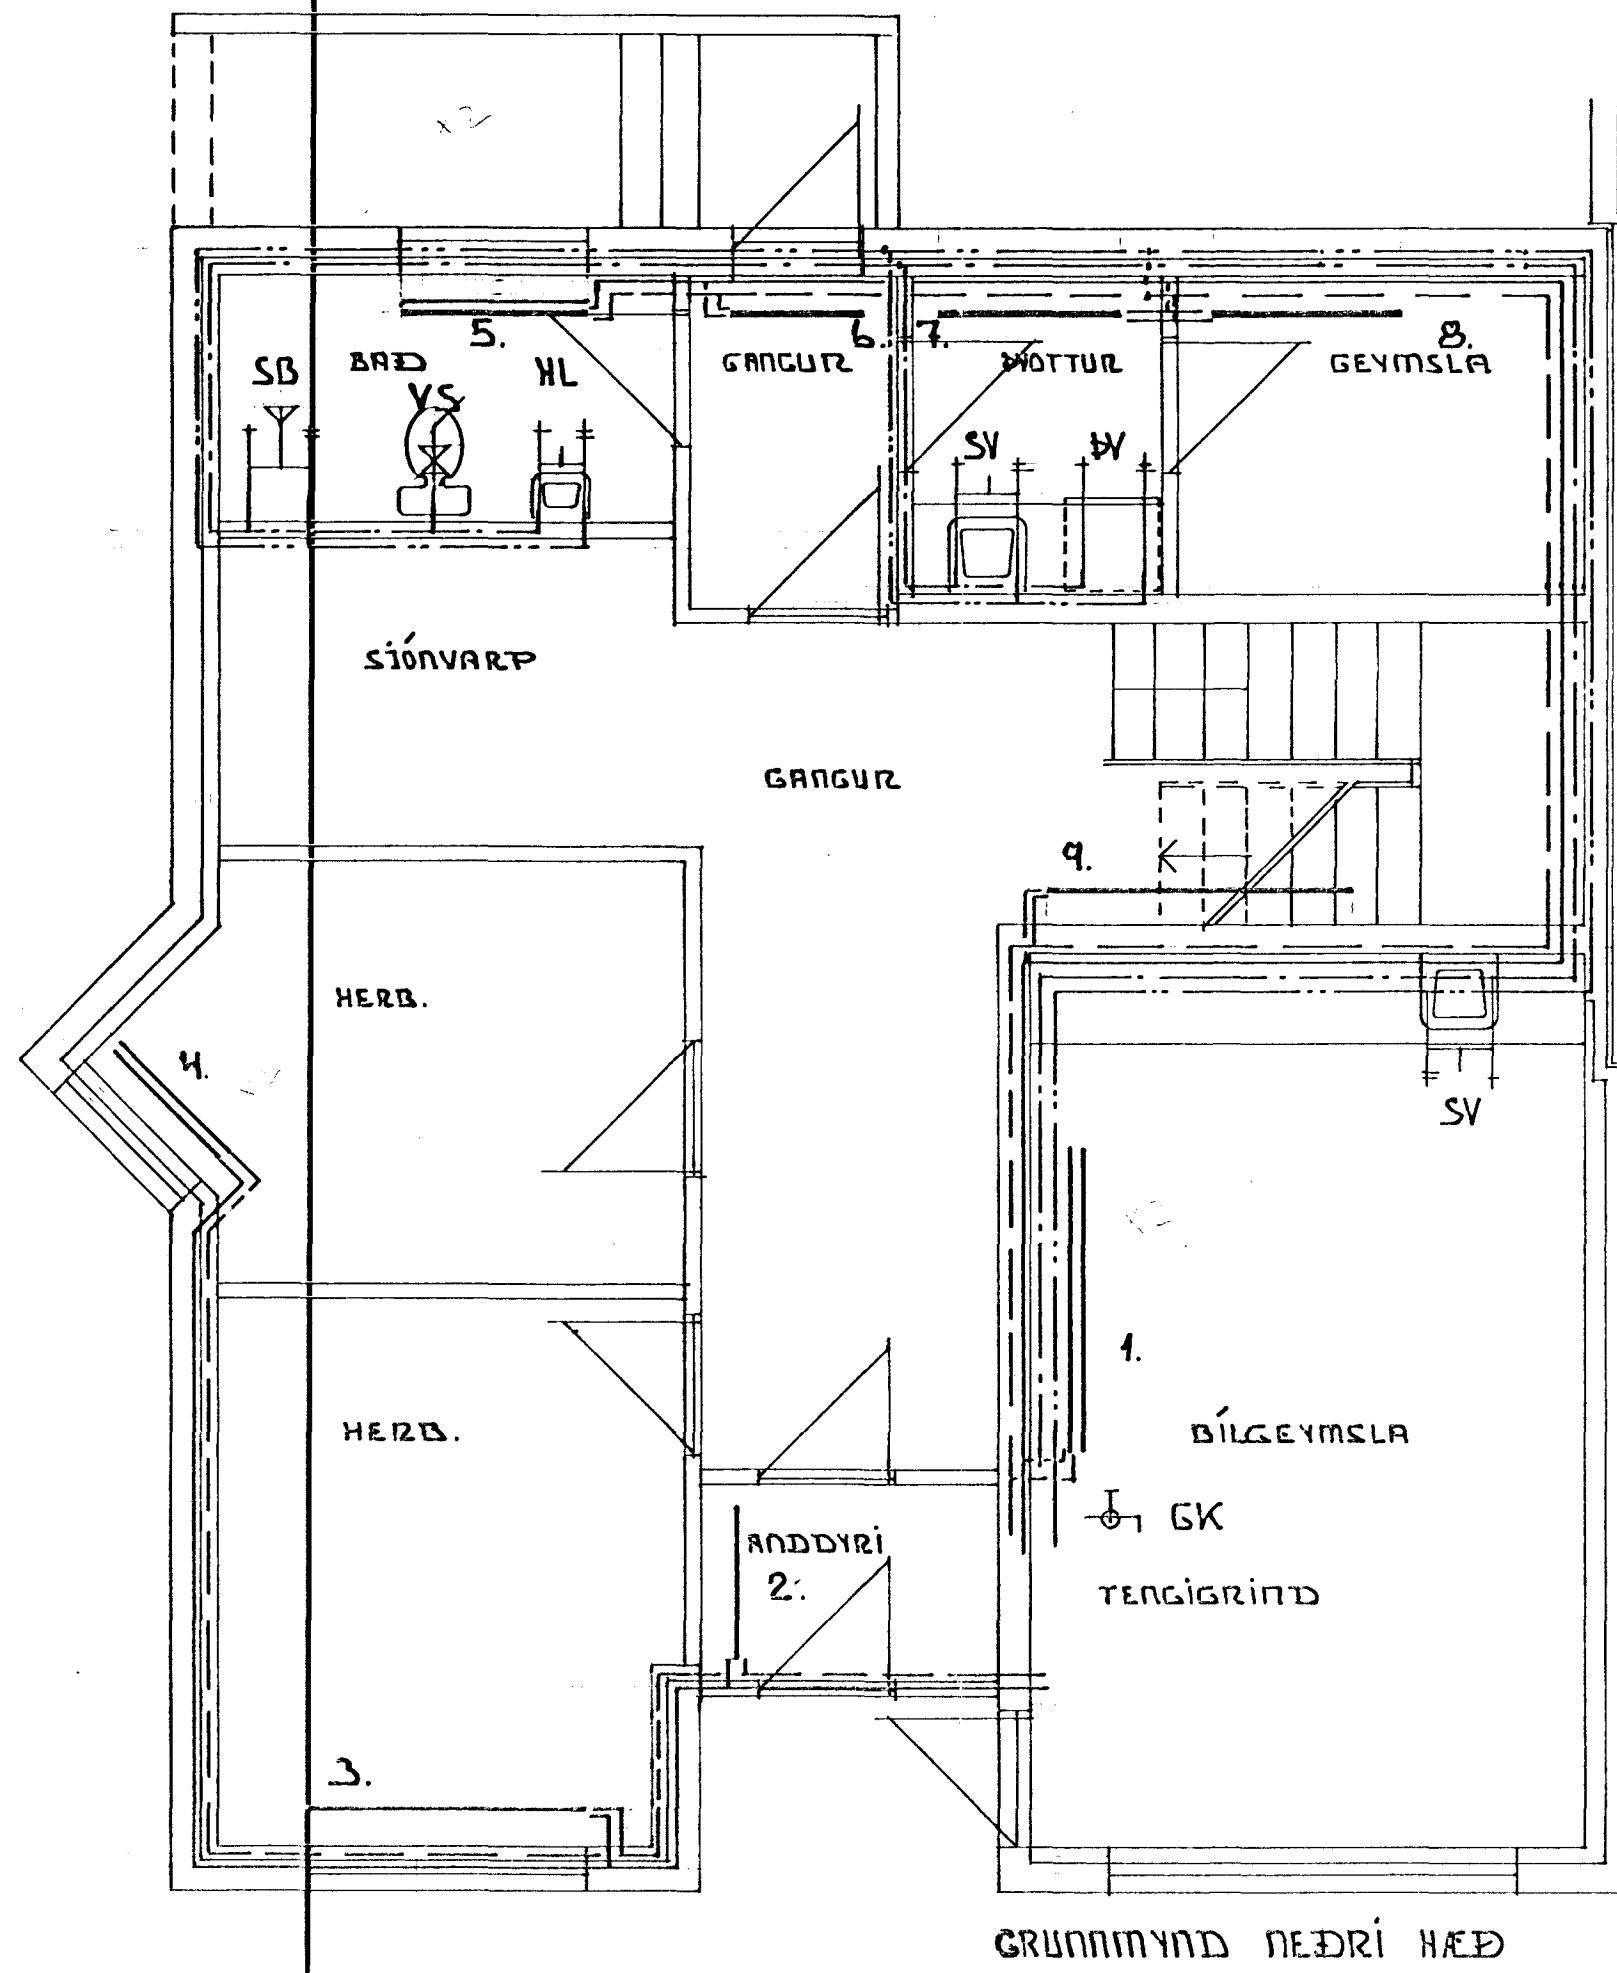 5.
6.
7.
8.
SB
BAÐ
VS
HL
GANGUR
ÞVOTTUR
GEYMSLA
SV
ÞV
SJÓNVARP
GANGUR
9.
HERB.
4.
SV
1.
HERB.
BÍLGEYMSLA
GK
ANDDYRI
2.
TENGIGRIND
3.
GRUNNMYND NEÐRÍ HÆÐ